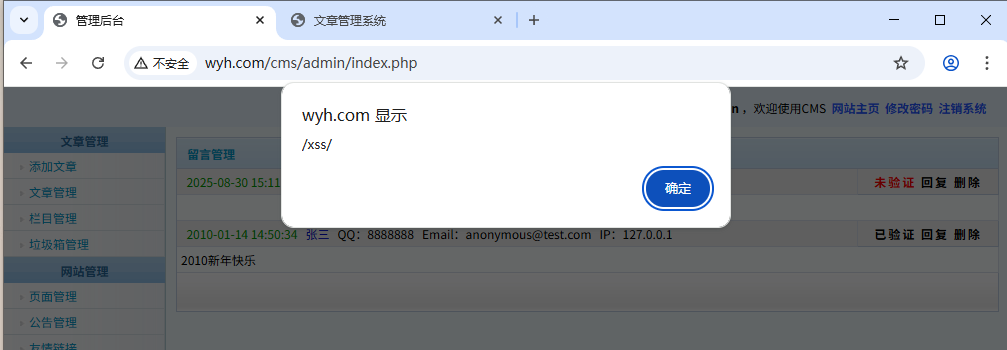 管理后台
文章管理系统
不安全
wyh.com/cms/admin/index.php
n ，欢迎使用CMS 网站主页 修改密码 注销系统
wyh.com 显示
/xss/
确定
文章管理
添加文章
文章管理
栏目管理
垃圾箱管理
网站管理
页面管理
公告管理
友情链接
留言管理
2025-08-30 15:11
未验证 回复 删除
2010-01-14 14:50:34 张三 QQ：8888888 Email：anonymous@test.com IP：127.0.0.1
已验证 回复 删除
2010新年快乐